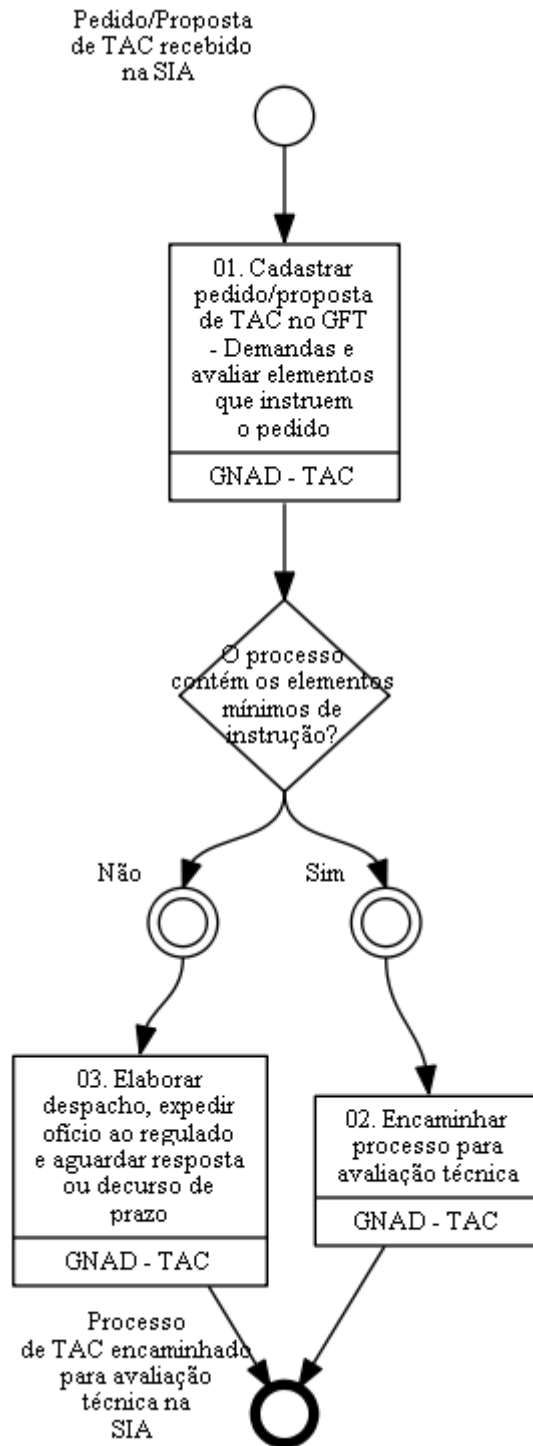 Pedido/Proposta
de TAC recebido
na SIA
01. Cadastrar
pedido/proposta
de TAC no GFT
- Demandas e
avaliar elementos
que instruem
o pedido
GNAD - TAC
O processo
contém os elementos
mínimos de
instrução?
Não
Sim
03. Elaborar
despacho, expedir
ofício ao regulado
e aguardar resposta
ou decurso de
prazo
GNAD - TAC
02. Encaminhar
processo para
avaliação técnica
GNAD - TAC
Processo
de TAC encaminhado
para avaliação
técnica na
SIA